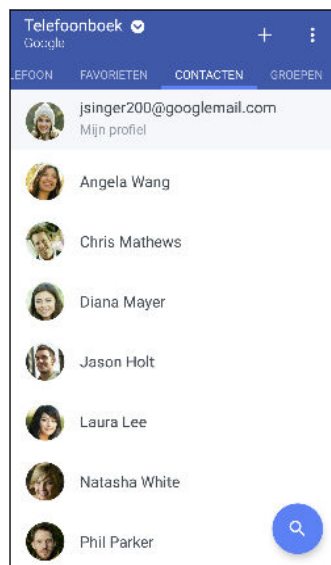 Telefoonboek
Google
LEFOON FAVORIETEN CONTACTEN GROEPEN
jsinger200@googlemail.com
Mijn profiel
Angela Wang
Chris Mathews
Diana Mayer
Jason Holt
Laura Lee
Natasha White
Phil Parker